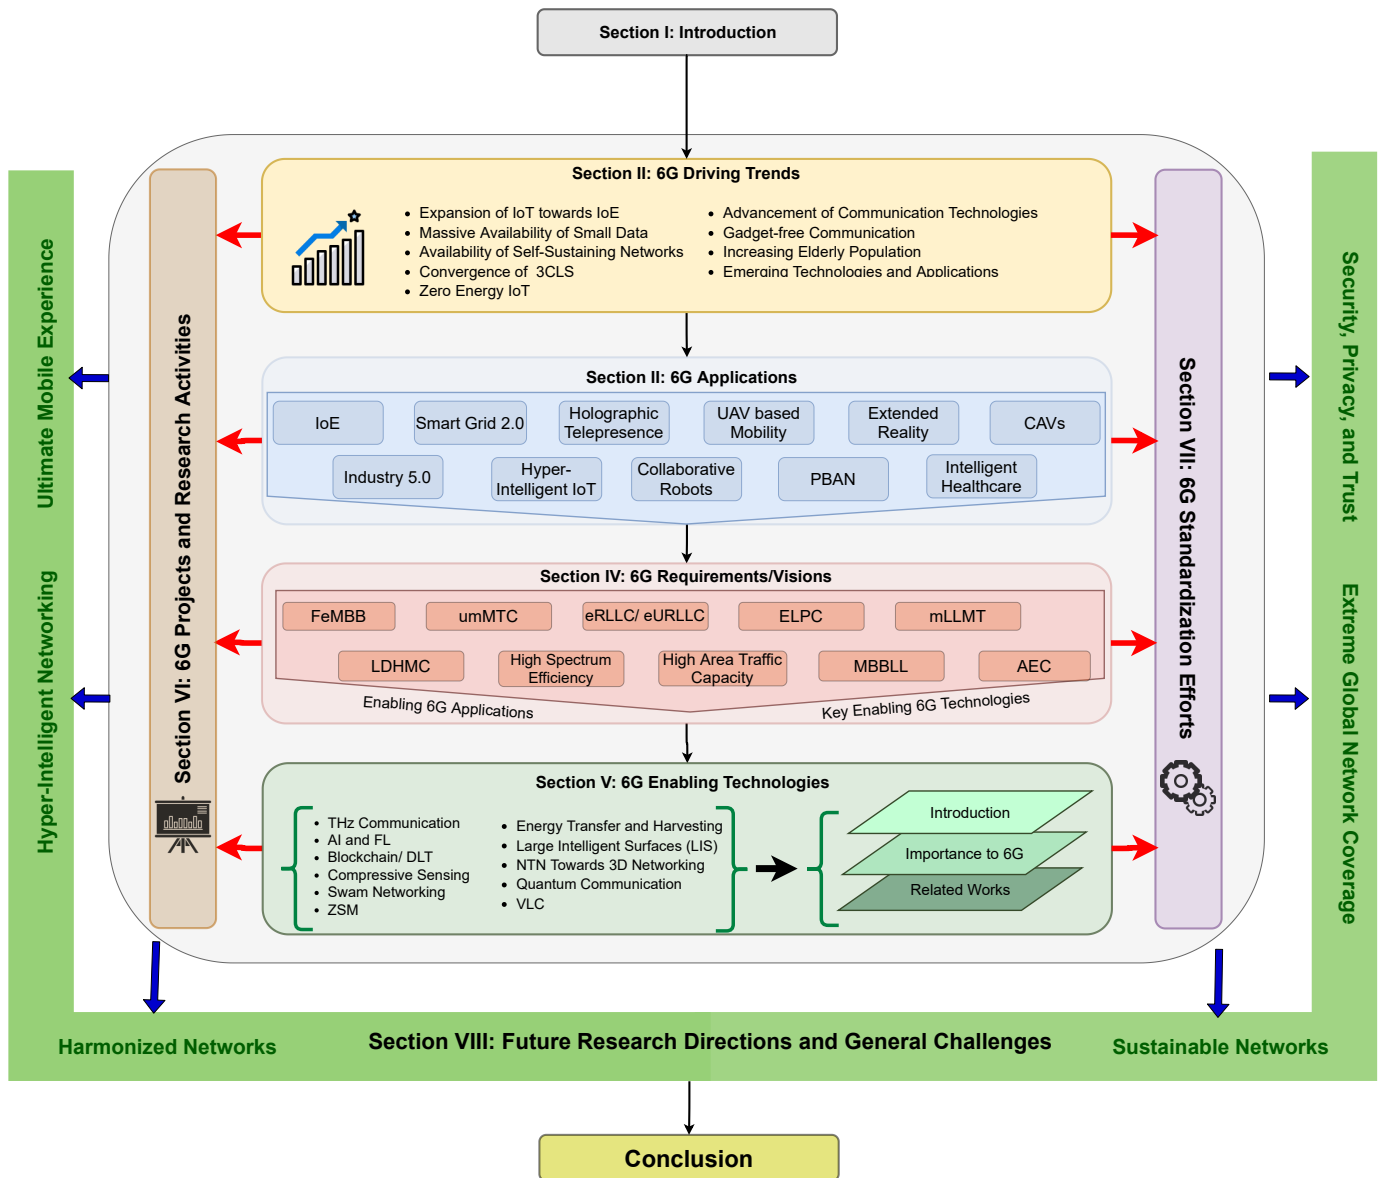 Section I: Introduction
Section II: 6G Driving Trends
Expansion of IoT towards IoE
Massive Availability of Small Data
Availability of Self-Sustaining Networks
Convergence of 3CLS
Zero Energy IoT
Advancement of Communication Technologies
Gadget-free Communication
Increasing Elderly Population
Emerging Technologies and Applications
Section II: 6G Applications
IoE
Smart Grid 2.0
Holographic
Telepresence
UAV based
Mobility
Extended
Reality
CAVs
Industry 5.0
Hyper-
Intelligent IoT
Collaborative
Robots
PBAN
Intelligent
Healthcare
Section IV: 6G Requirements/Visions
FeMBB
umMTC
eRLLC/ eURLLC
ELPC
mLLMT
LDHMC
High Spectrum
Efficiency
High Area Traffic
Capacity
MBBLL
AEC
Enabling 6G Applications
Key Enabling 6G Technologies
Section V: 6G Enabling Technologies
THz Communication
AI and FL
Blockchain/ DLT
Compressive Sensing
Swam Networking
ZSM
Energy Transfer and Harvesting
Large Intelligent Surfaces (LIS)
NTN Towards 3D Networking
Quantum Communication
VLC
Introduction
Importance to 6G
Related Works
Section VI: 6G Projects and Research Activities
Section VII: 6G Standardization Efforts
Ultimate Mobile Experience
Hyper-Intelligent Networking
Security, Privacy, and Trust
Extreme Global Network Coverage
Harmonized Networks
Section VIII: Future Research Directions and General Challenges
Sustainable Networks
Conclusion